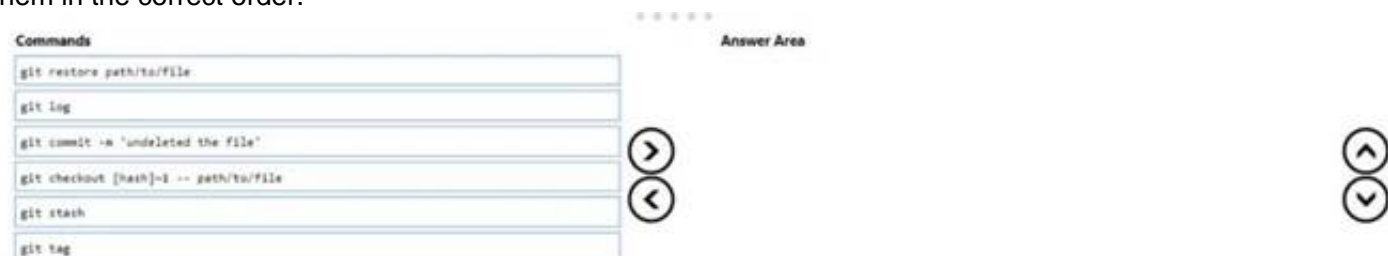 them in the correct order.
Commands
Answer Area
git restore path/to/file
git log
git commit -m 'undeleted the file'
git checkout [hash]~1 -- path/to/file
git stash
git tag